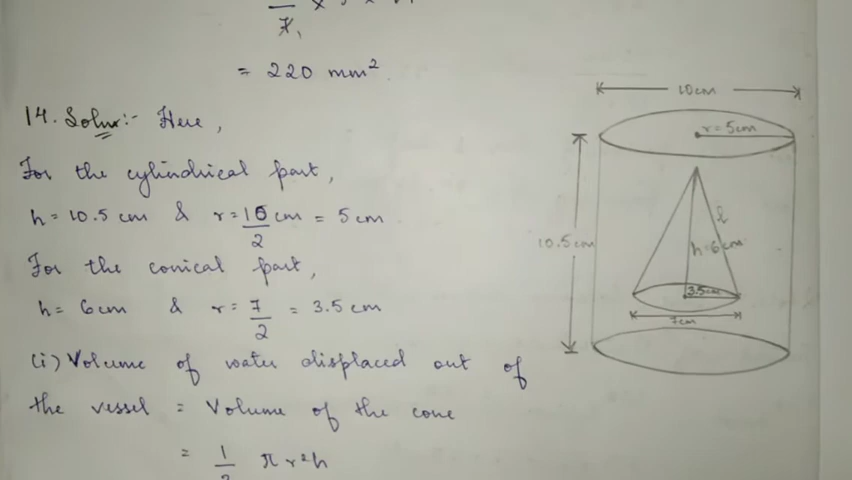 7
= 220 mm²
14. Soln:- Here,
For the cylindrical part,
h = 10.5 cm & r = 10/2 cm = 5 cm
For the conical part,
h = 6cm & r = 7/2 = 3.5 cm
(i) Volume of water displaced out of
the vessel = Volume of the cone
= πr²h
10cm
r = 5cm
10.5cm
l
h=6cm
3.5cm
7cm